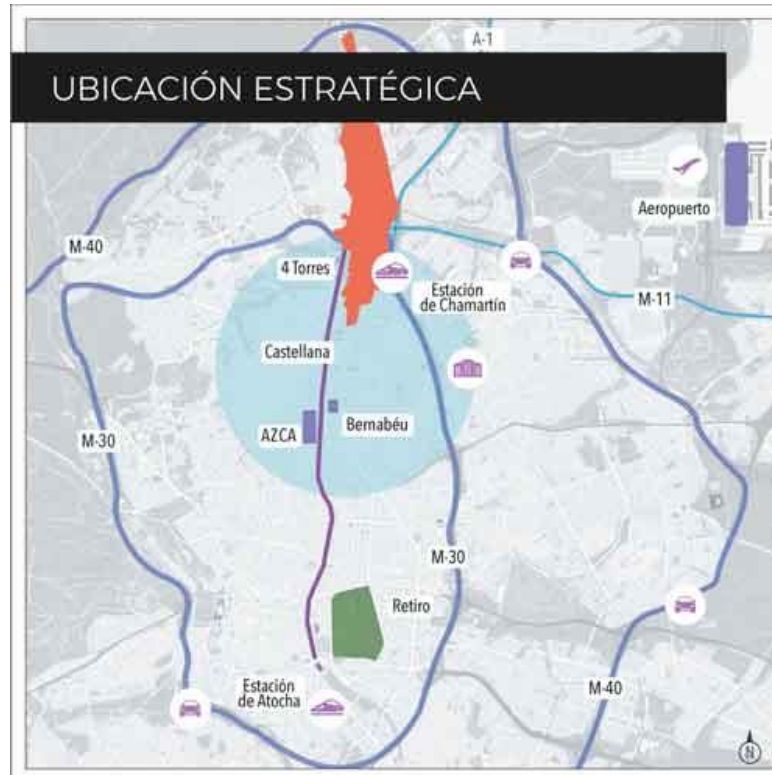 A-1
UBICACIÓN ESTRATÉGICA
Aeropuerto
M-40
4 Torres
Estación
de Chamartín
M-11
Castellana
Bernabéu
AZCA
M-30
M-30
Retiro
Estación
de Atocha
M-40
N